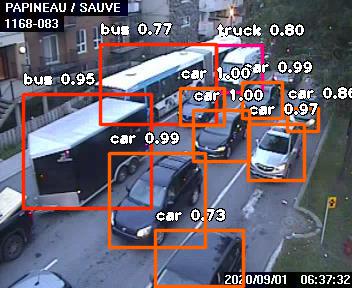 PAPINEAU / SAUVE
1168-083
bus 0.77
truck 0.80
bus 0.95
car 1.00
car 0.99
car 1.00
car 0.86
car 0.97
car 0.99
car 0.73
2020/09/01 06:37:32